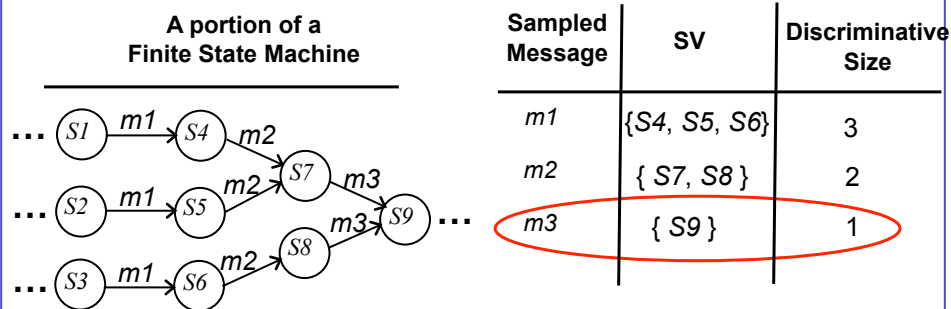 A portion of a
Finite State Machine
... S1 m1 S4 m2
S7 m3
... S2 m1 S5 m2
S9 ...
... S3 m1 S6 m2 S8 m3
Sampled Message SV Discriminative Size
m1 {S4, S5, S6} 3
m2 { S7, S8 } 2
m3 { S9 } 1